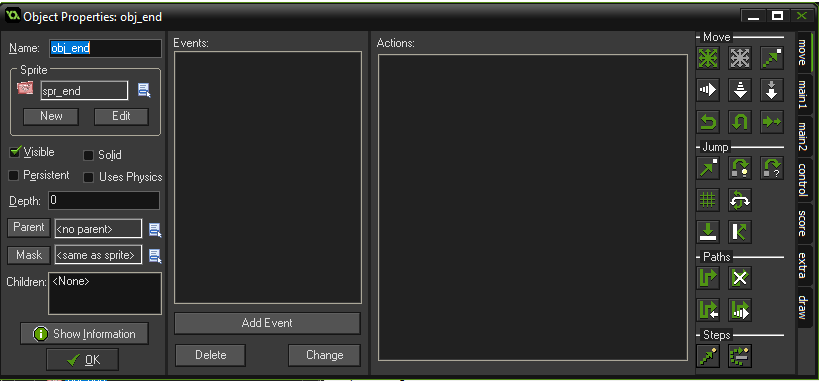 Object Properties: obj_end
Name: obj_end
Sprite
spr_end
New Edit
Visible Solid
Persistent Uses Physics
Depth: 0
Parent <no parent>
Mask <same as sprite>
Children: <None>
Show Information
OK
Events:
Add Event
Delete Change
Actions:
Move
Jump
?
Paths
Steps
move
main1
main2
control
score
extra
draw